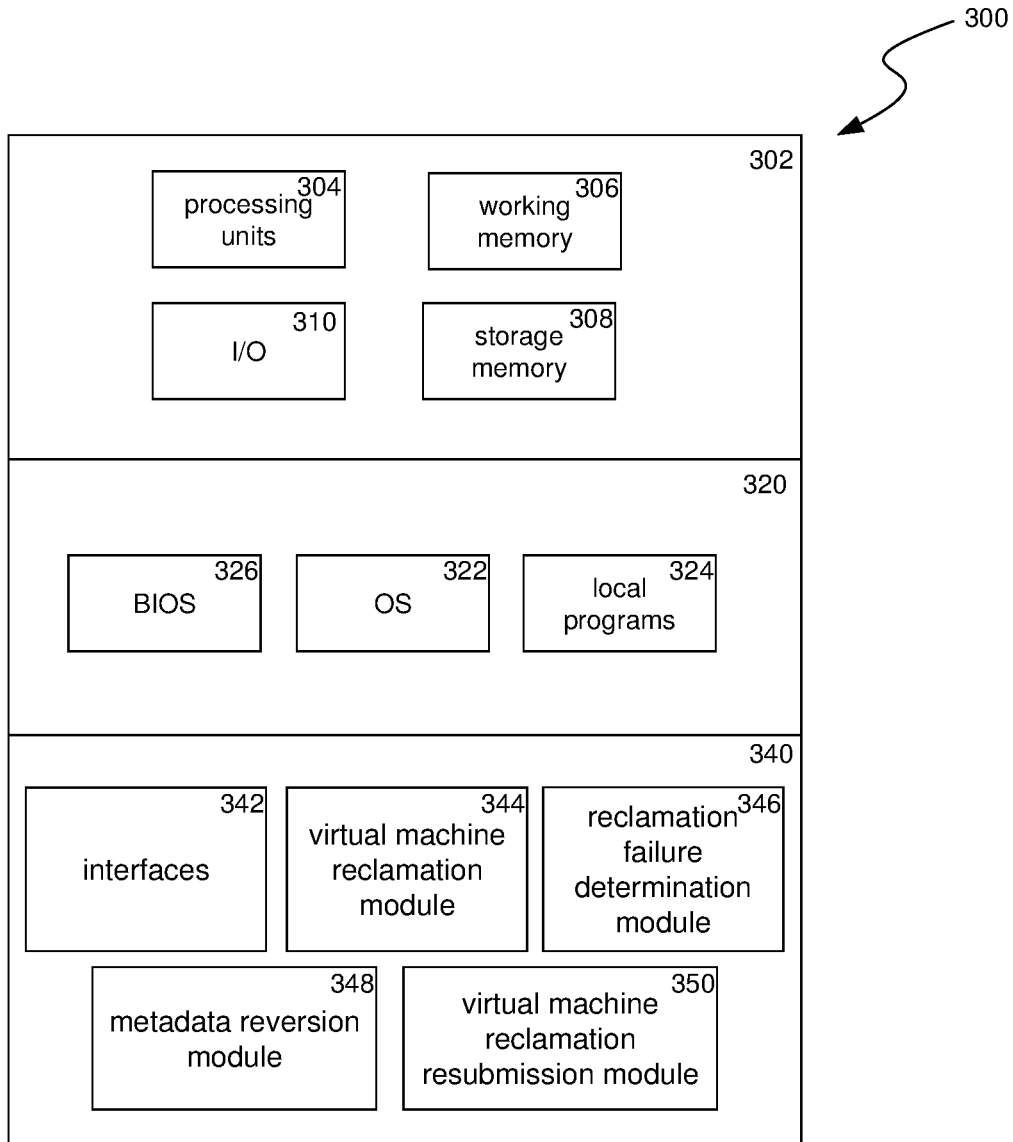 300
302
304
processing
units
306
working
memory
310
I/O
308
storage
memory
320
326
BIOS
322
OS
324
local
programs
340
342
interfaces
344
virtual machine
reclamation
module
346
reclamation
failure
determination
module
348
metadata reversion
module
350
virtual machine
reclamation
resubmission module